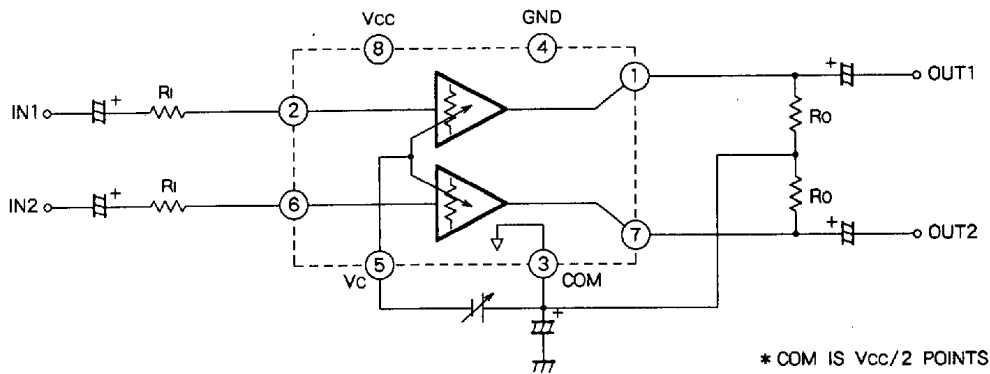 Vcc
GND
8
4
1
+
OUT1
IN1
+
RI
2
Ro
IN2
+
RI
6
Ro
7
+
OUT2
5
3
Vc
COM
+
* COM IS Vcc/2 POINTS